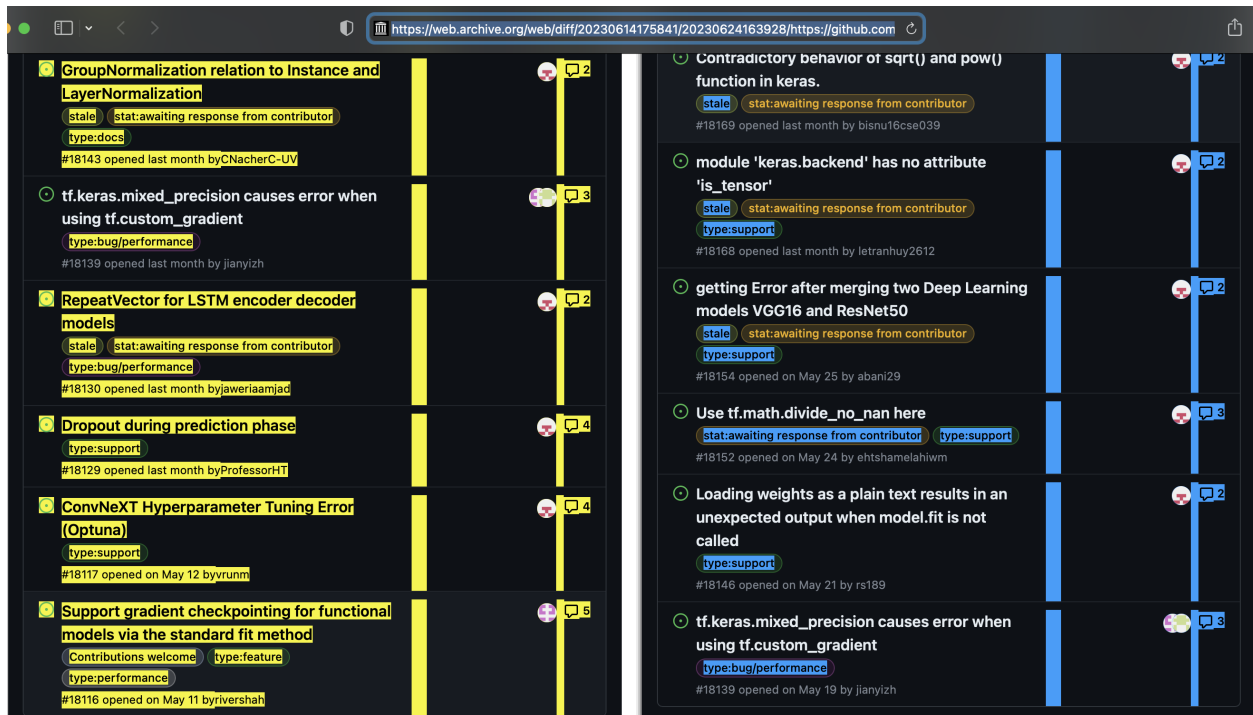 https://web.archive.org/web/diff/20230614175841/20230624163928/https://github.com
GroupNormalization relation to Instance and
LayerNormalization
2
stale
stat:awaiting response from contributor
type:docs
#18143 opened last month byCNacherC-UV
tf.keras.mixed_precision causes error when
using tf.custom_gradient
3
type:bug/performance
#18139 opened last month by jianyizh
RepeatVector for LSTM encoder decoder
models
2
stale
stat:awaiting response from contributor
type:bug/performance
#18130 opened last month byjaweriaamjad
Dropout during prediction phase
4
type:support
#18129 opened last month byProfessorHT
ConvNeXT Hyperparameter Tuning Error
(Optuna)
4
type:support
#18117 opened on May 12 byvrunm
Support gradient checkpointing for functional
models via the standard fit method
5
Contributions welcome
type:feature
type:performance
#18116 opened on May 11 byrivershah
Contradictory behavior of sqrt() and pow()
function in keras.
2
stale
stat:awaiting response from contributor
#18169 opened last month by bisnu16cse039
module 'keras.backend' has no attribute
'is_tensor'
2
stale
stat:awaiting response from contributor
type:support
#18168 opened last month by letranhuy2612
getting Error after merging two Deep Learning
models VGG16 and ResNet50
2
stale
stat:awaiting response from contributor
type:support
#18154 opened on May 25 by abani29
Use tf.math.divide_no_nan here
3
stat:awaiting response from contributor
type:support
#18152 opened on May 24 by ehtshamelahiwm
Loading weights as a plain text results in an
unexpected output when model.fit is not
called
2
type:support
#18146 opened on May 21 by rs189
tf.keras.mixed_precision causes error when
using tf.custom_gradient
3
type:bug/performance
#18139 opened on May 19 by jianyizh